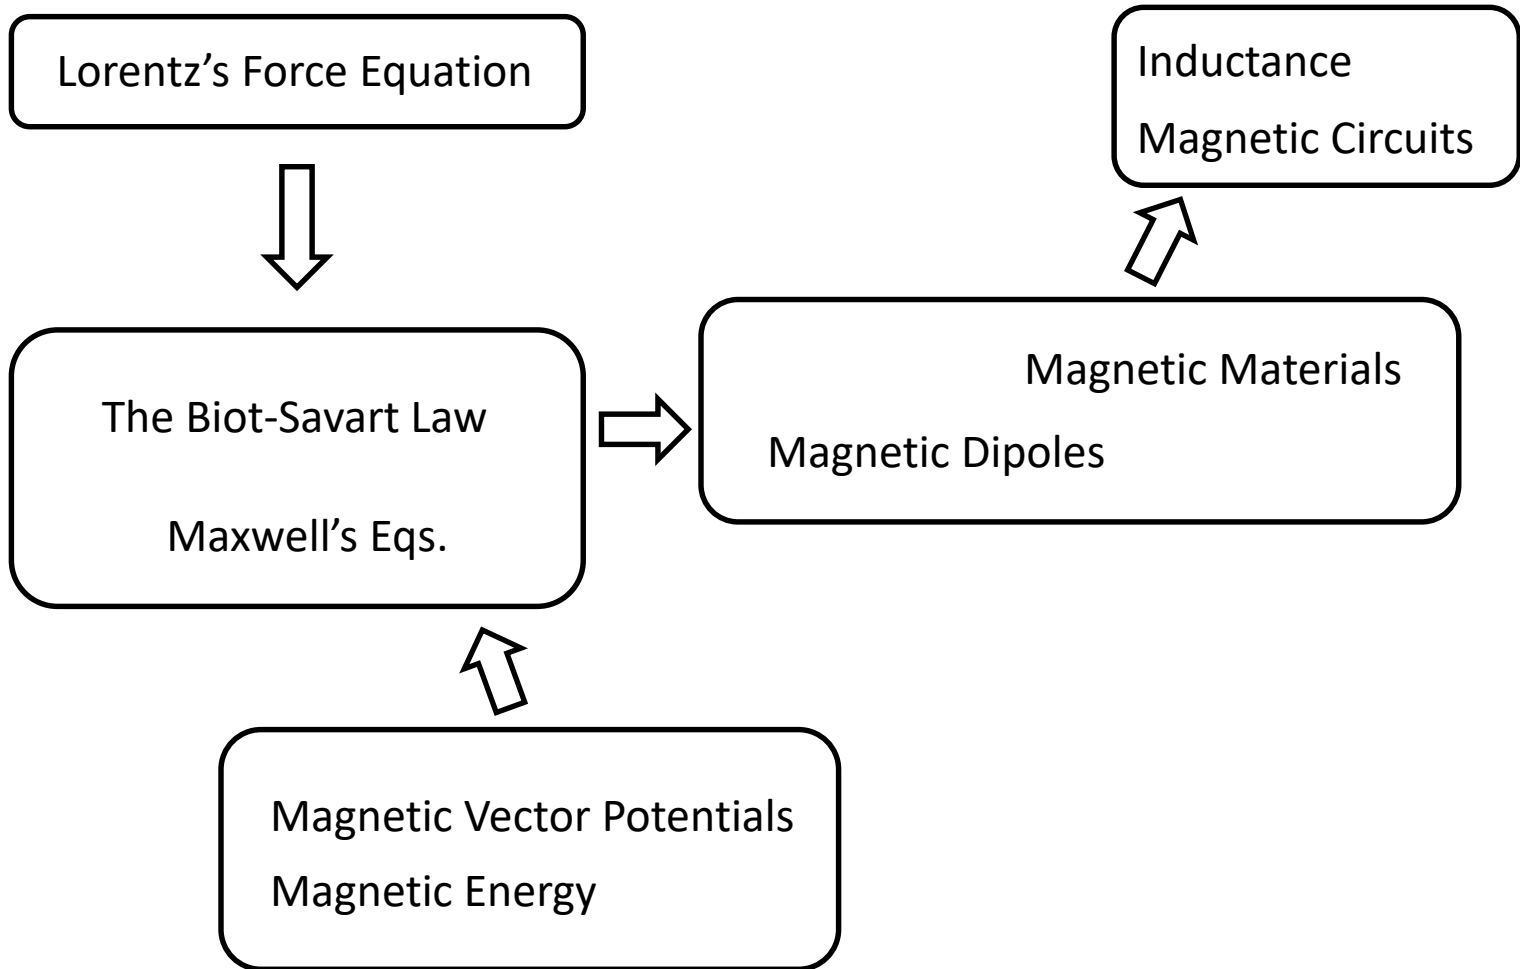 Lorentz’s Force Equation
Inductance
Magnetic Circuits
The Biot-Savart Law
Maxwell’s Eqs.
Magnetic Materials
Magnetic Dipoles
Magnetic Vector Potentials
Magnetic Energy